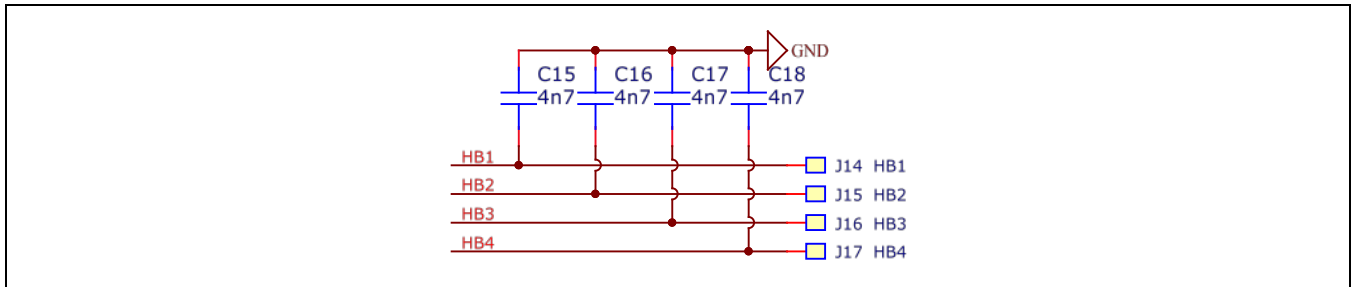 GND
C15 C16 C17 C18
4n7 4n7 4n7 4n7
HB1 J14 HB1
HB2 J15 HB2
HB3 J16 HB3
HB4 J17 HB4